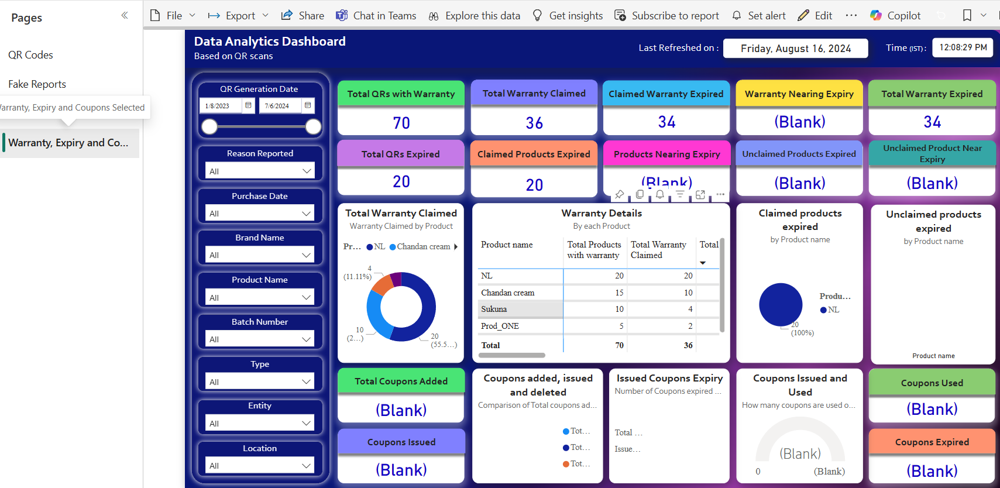 Pages
QR Codes
Fake Reports
Warranty, Expiry and Coupons Selected
Warranty, Expiry and Co...
File
Export
Share
Chat in Teams
Explore this data
Get insights
Subscribe to report
Set alert
Edit
Copilot
Data Analytics Dashboard
Based on QR scans
Last Refreshed on :
Friday, August 16, 2024
Time (IST) :
12:08:29 PM
QR Generation Date
1/8/2023
7/6/2024
Reason Reported
All
Purchase Date
All
Brand Name
All
Product Name
All
Batch Number
All
Type
All
Entity
All
Location
All
Total QRs with Warranty
70
Total Warranty Claimed
36
Claimed Warranty Expired
34
Warranty Nearing Expiry
(Blank)
Total Warranty Expired
34
Total QRs Expired
20
Claimed Products Expired
20
Products Nearing Expiry
(Blank)
Unclaimed Products Expired
(Blank)
Unclaimed Product Near
Expiry
(Blank)
Total Warranty Claimed
Warranty Claimed by Product
Pr... NL Chandan cream
4
(11.11%)
10
(2...)
20
(55.5...)
Warranty Details
By each Product
Product name Total Products with warranty Total Warranty Claimed Total
NL 20 20
Chandan cream 15 10
Sukuna 10 4
Prod_ONE 5 2
Total 70 36
Claimed products
expired
by Product name
Produ...
NL
20
(100%)
Unclaimed products
expired
by Product name
Product name
Total Coupons Added
(Blank)
Coupons Issued
(Blank)
Coupons added, issued
and deleted
Comparison of Total coupons ad...
Tot...
Tot...
Tot...
Issued Coupons Expiry
Number of Coupons expired ...
Total ...
Issue...
Coupons Issued and
Used
How many coupons are used o...
(Blank)
0 (Blank)
Coupons Used
(Blank)
Coupons Expired
(Blank)